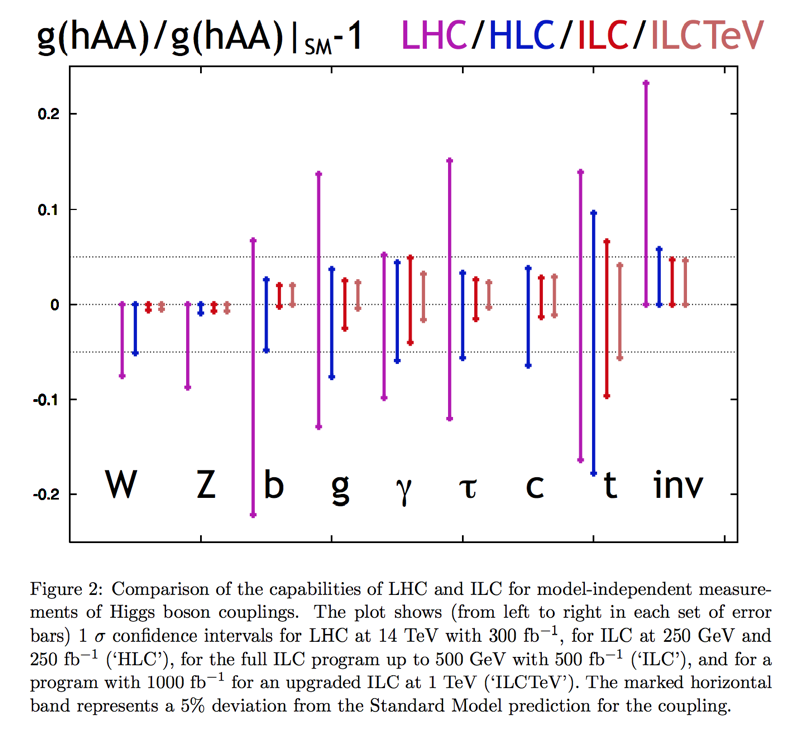 g(hAA)/g(hAA)|SM-1 LHC/HLC/ILC/ILCTeV
0.2
0.1
0
-0.1
-0.2
W Z b g γ τ c t inv
Figure 2: Comparison of the capabilities of LHC and ILC for model-independent measure-
ments of Higgs boson couplings. The plot shows (from left to right in each set of error
bars) 1 σ confidence intervals for LHC at 14 TeV with 300 fb⁻¹, for ILC at 250 GeV and
250 fb⁻¹ (‘HLC’), for the full ILC program up to 500 GeV with 500 fb⁻¹ (‘ILC’), and for a
program with 1000 fb⁻¹ for an upgraded ILC at 1 TeV (‘ILCTeV’). The marked horizontal
band represents a 5% deviation from the Standard Model prediction for the coupling.